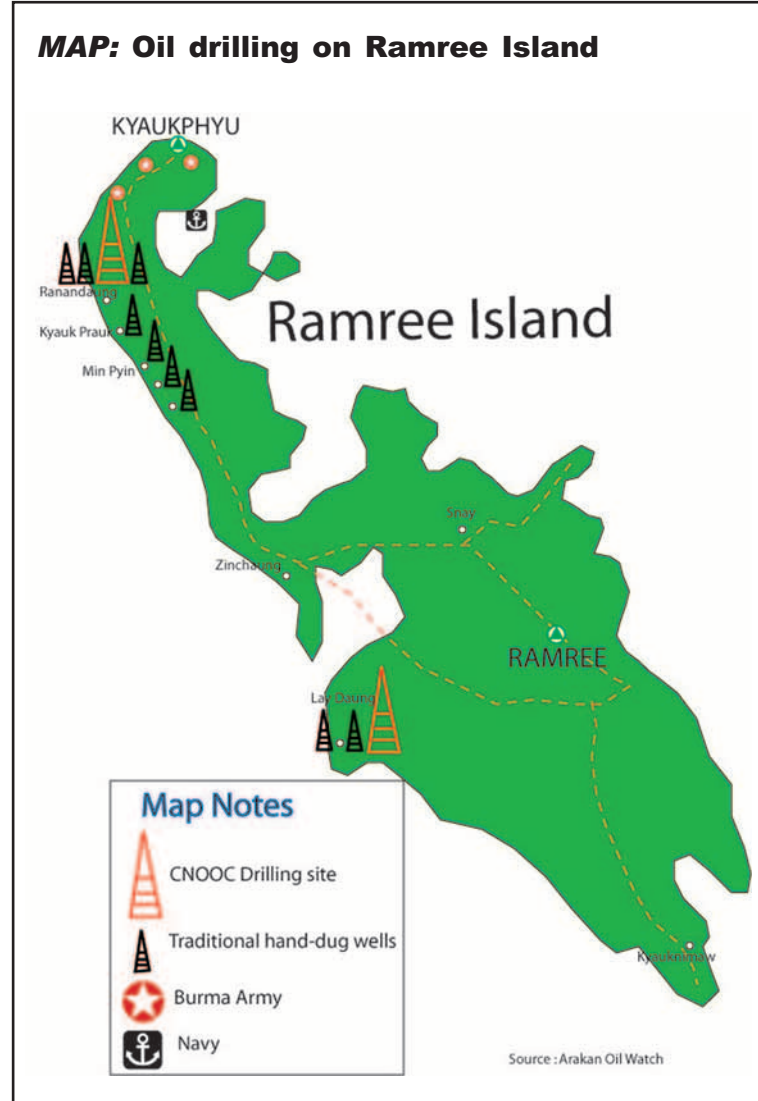 MAP: Oil drilling on Ramree Island
KYAUKPHYU
Ranandaung
Kyauk Prauk
Min Pyin
Ramree Island
Snay
Zinchaung
RAMREE
Lay Daung
Kyauknimaw
Map Notes
CNOOC Drilling site
Traditional hand-dug wells
Burma Army
Navy
Source : Arakan Oil Watch